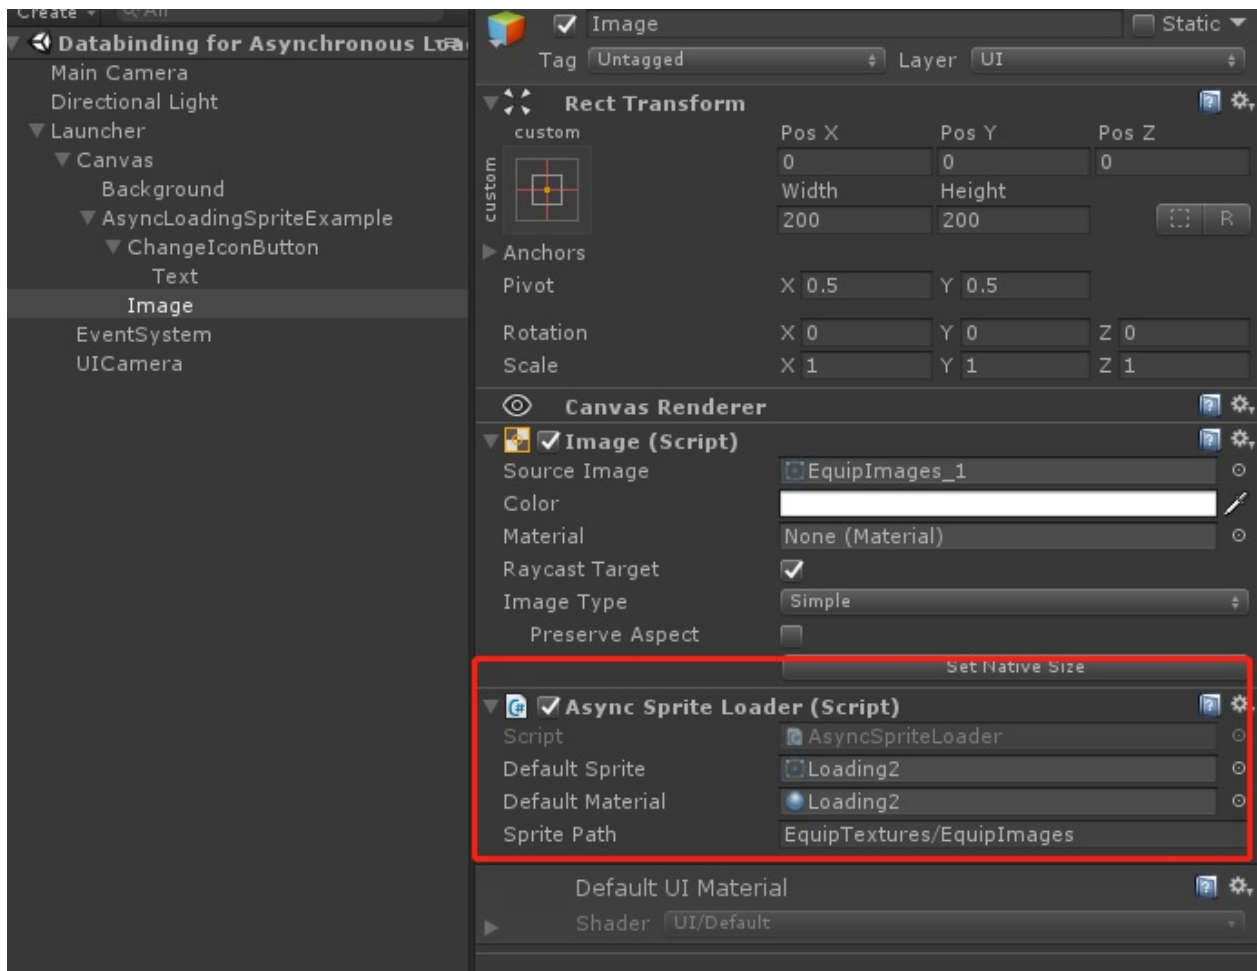 Create
All
Databinding for Asynchronous Loa
Main Camera
Directional Light
Launcher
Canvas
Background
AsyncLoadingSpriteExample
ChangeIconButton
Text
Image
EventSystem
UICamera
Image Static
Tag Untagged Layer UI
Rect Transform
custom Pos X Pos Y Pos Z
custom
0 0 0
Width Height
200 200 R
Anchors
Pivot X 0.5 Y 0.5
Rotation X 0 Y 0 Z 0
Scale X 1 Y 1 Z 1
Canvas Renderer
Image (Script)
Source Image EquipImages_1
Color
Material None (Material)
Raycast Target
Image Type Simple
Preserve Aspect
Set Native Size
Async Sprite Loader (Script)
Script AsyncSpriteLoader
Default Sprite Loading2
Default Material Loading2
Sprite Path EquipTextures/EquipImages
Default UI Material
Shader UI/Default